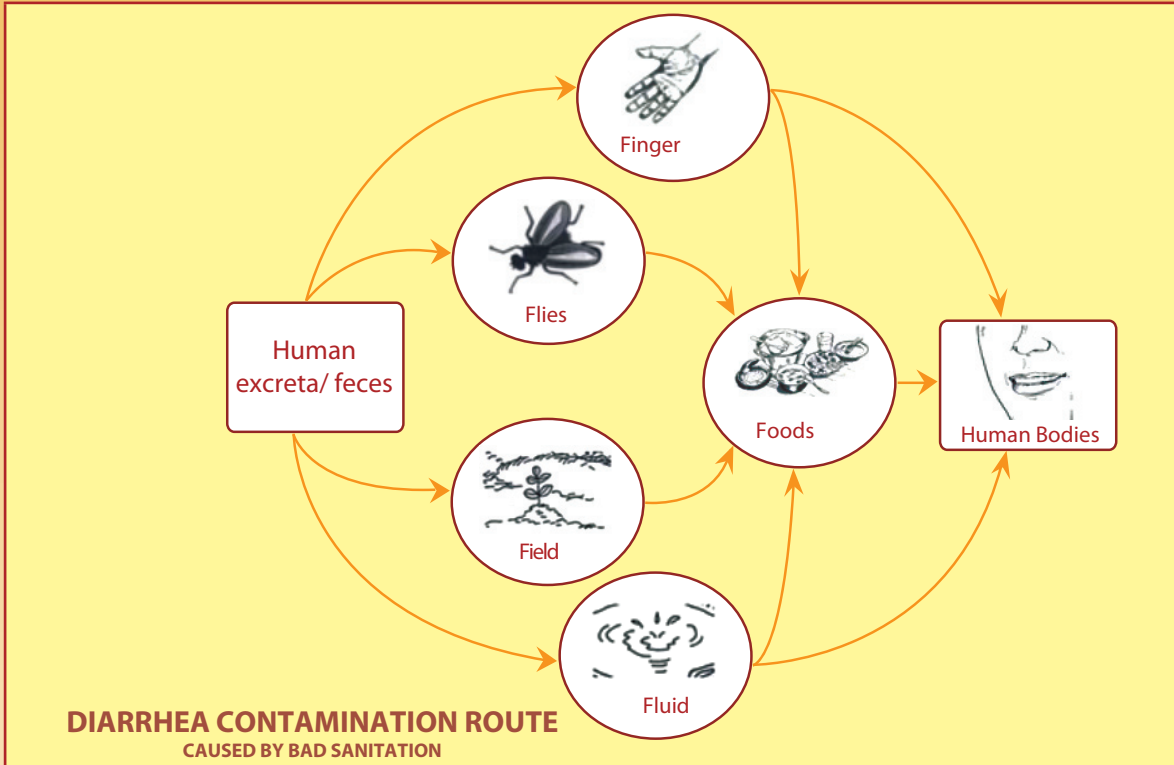 Finger
Flies
Human
excreta/ feces
Foods
Human Bodies
Field
Fluid
DIARRHEA CONTAMINATION ROUTE
CAUSED BY BAD SANITATION